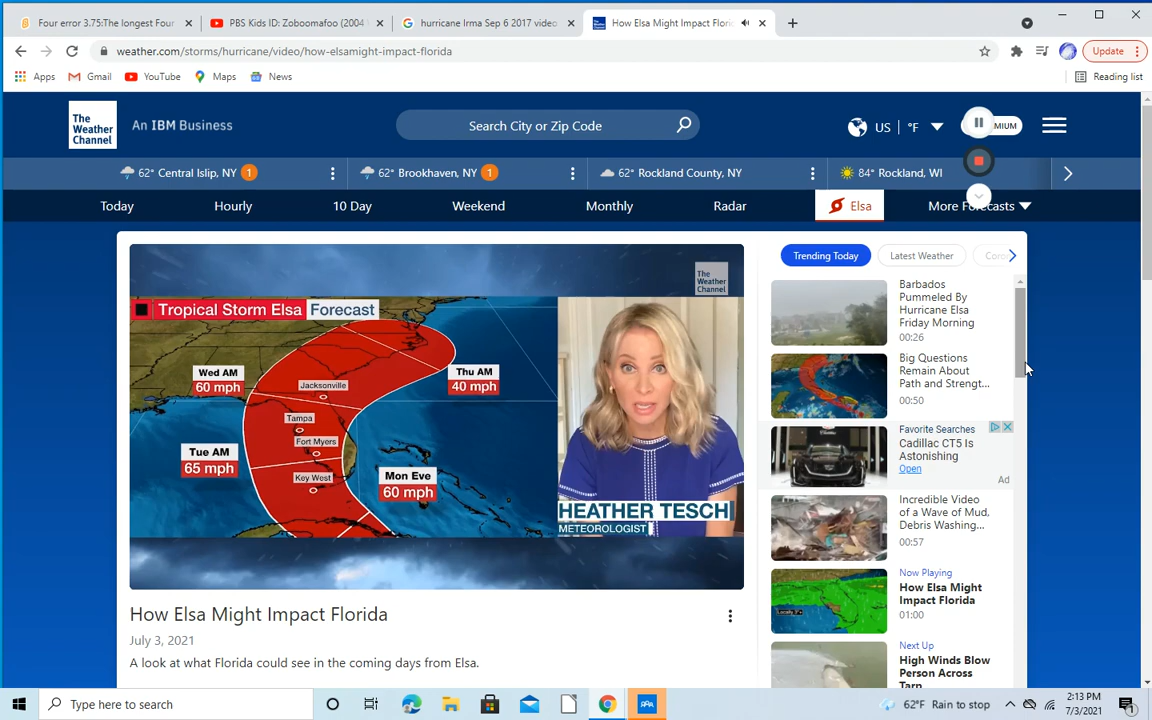 Four error 3.75:The longest Four
PBS Kids ID: Zoboomafoo (2004 V
hurricane Irma Sep 6 2017 video
How Elsa Might Impact Flori
weather.com/storms/hurricane/video/how-elsamight-impact-florida
Update
Apps
Gmail
YouTube
Maps
News
Reading list
The
Weather
Channel
An IBM Business
Search City or Zip Code
US | °F
MIUM
62° Central Islip, NY 1
62° Brookhaven, NY 1
62° Rockland County, NY
84° Rockland, WI
Today
Hourly
10 Day
Weekend
Monthly
Radar
Elsa
More Forecasts
The
Weather
Channel
Tropical Storm Elsa Forecast
Wed AM
60 mph
Thu AM
40 mph
Jacksonville
Tampa
Fort Myers
Tue AM
65 mph
Key West
Mon Eve
60 mph
HEATHER TESCH
METEOROLOGIST
How Elsa Might Impact Florida
July 3, 2021
A look at what Florida could see in the coming days from Elsa.
Trending Today
Latest Weather
Coro
Barbados
Pummeled By
Hurricane Elsa
Friday Morning
00:26
Big Questions
Remain About
Path and Strengt...
00:50
Favorite Searches
Cadillac CT5 Is
Astonishing
Open
Ad
Incredible Video
of a Wave of Mud,
Debris Washing...
00:57
Now Playing
How Elsa Might
Impact Florida
01:00
Next Up
High Winds Blow
Person Across
Tarp
Type here to search
62°F Rain to stop
2:13 PM
7/3/2021
1